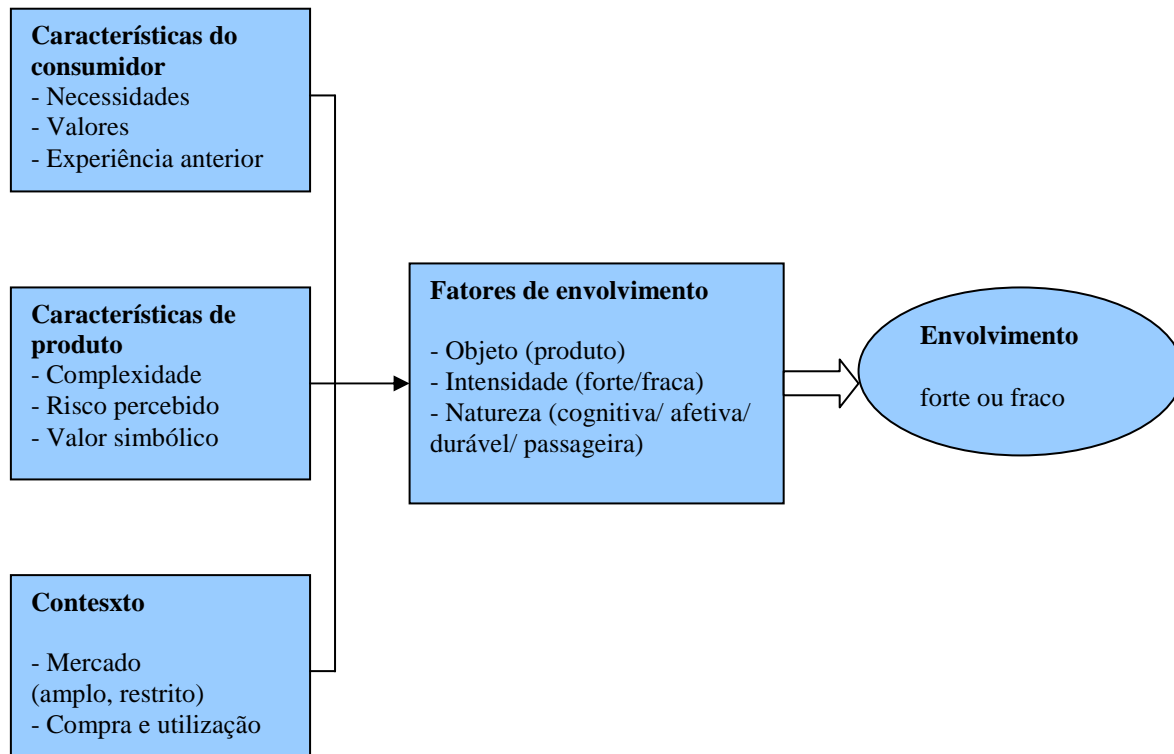 Características do
consumidor
- Necessidades
- Valores
- Experiência anterior
Características de
produto
- Complexidade
- Risco percebido
- Valor simbólico
Contesxto
- Mercado
(amplo, restrito)
- Compra e utilização
Fatores de envolvimento
- Objeto (produto)
- Intensidade (forte/fraca)
- Natureza (cognitiva/ afetiva/
durável/ passageira)
Envolvimento
forte ou fraco